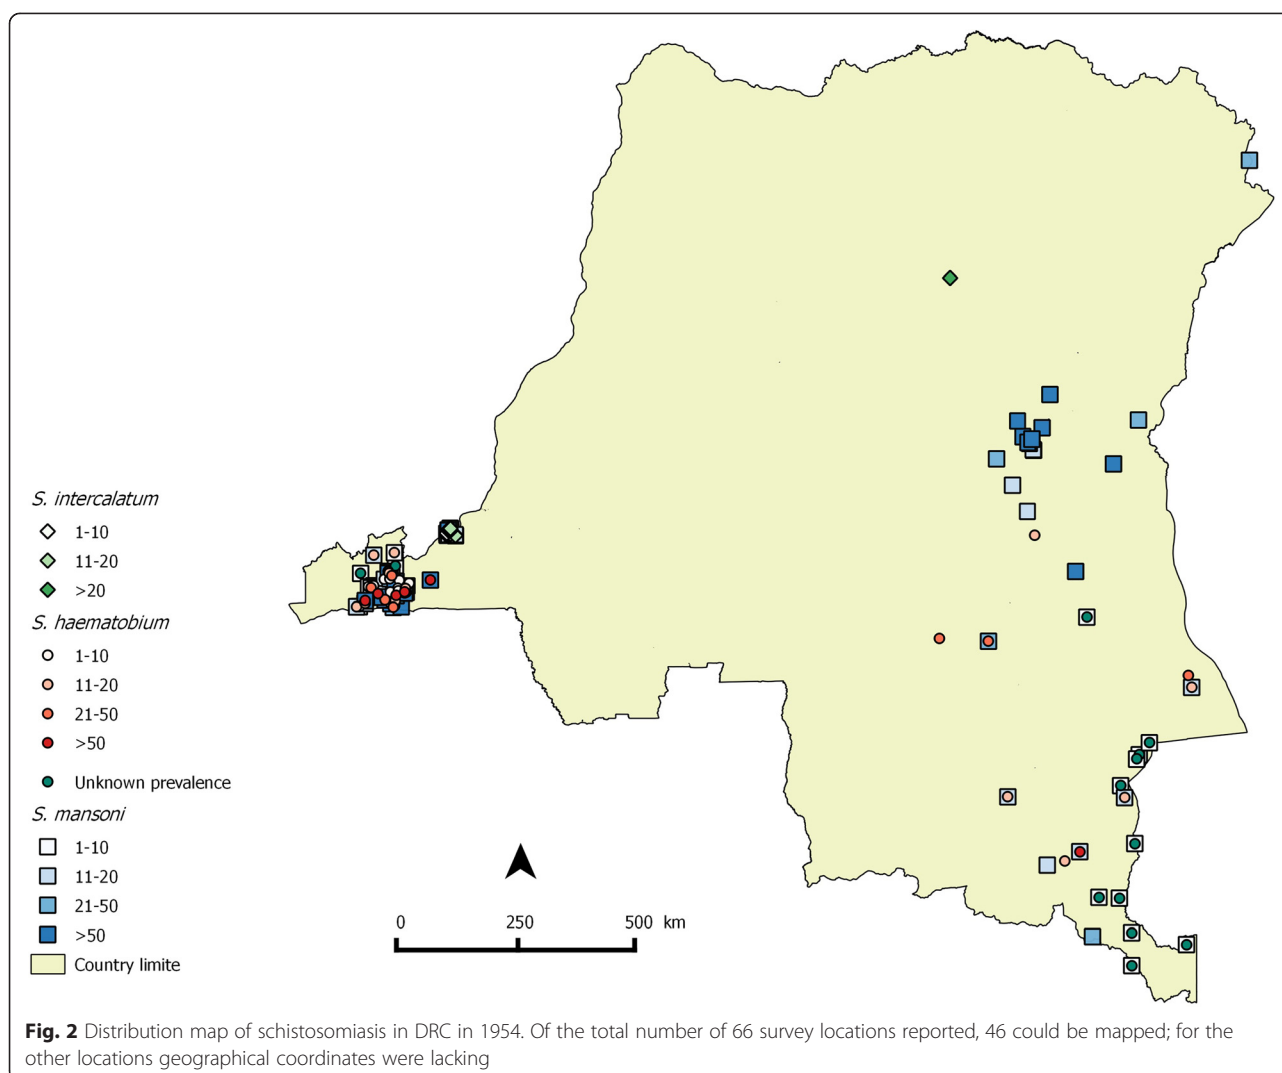 S. intercalatum
1-10
11-20
>20
S. haematobium
1-10
11-20
21-50
>50
Unknown prevalence
S. mansoni
1-10
11-20
21-50
>50
Country limite
0 250 500 km
Fig. 2 Distribution map of schistosomiasis in DRC in 1954. Of the total number of 66 survey locations reported, 46 could be mapped; for the
other locations geographical coordinates were lacking